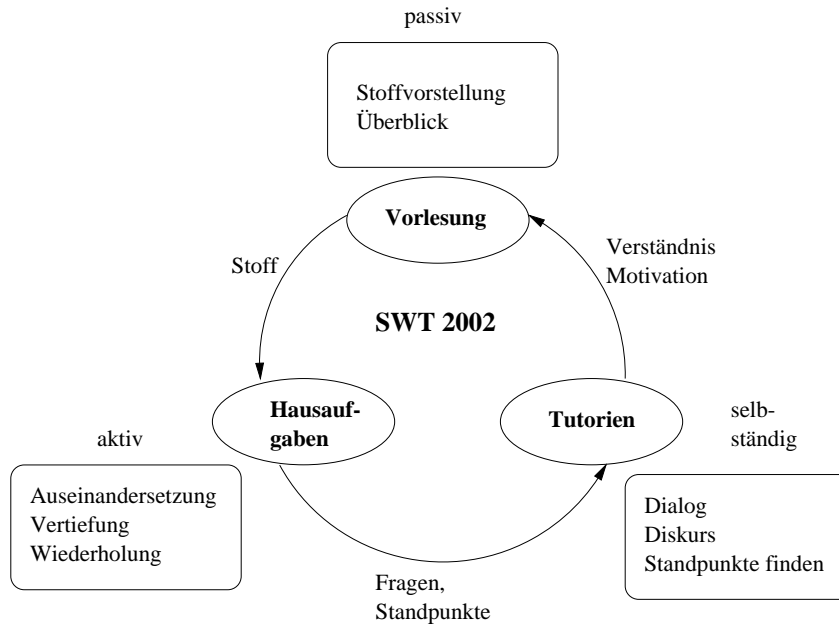 passiv
Stoffvorstellung
Überblick
Vorlesung
Stoff
Verständnis
Motivation
SWT 2002
Hausauf-
gaben
Tutorien
aktiv
selb-
ständig
Auseinandersetzung
Vertiefung
Wiederholung
Dialog
Diskurs
Standpunkte finden
Fragen,
Standpunkte